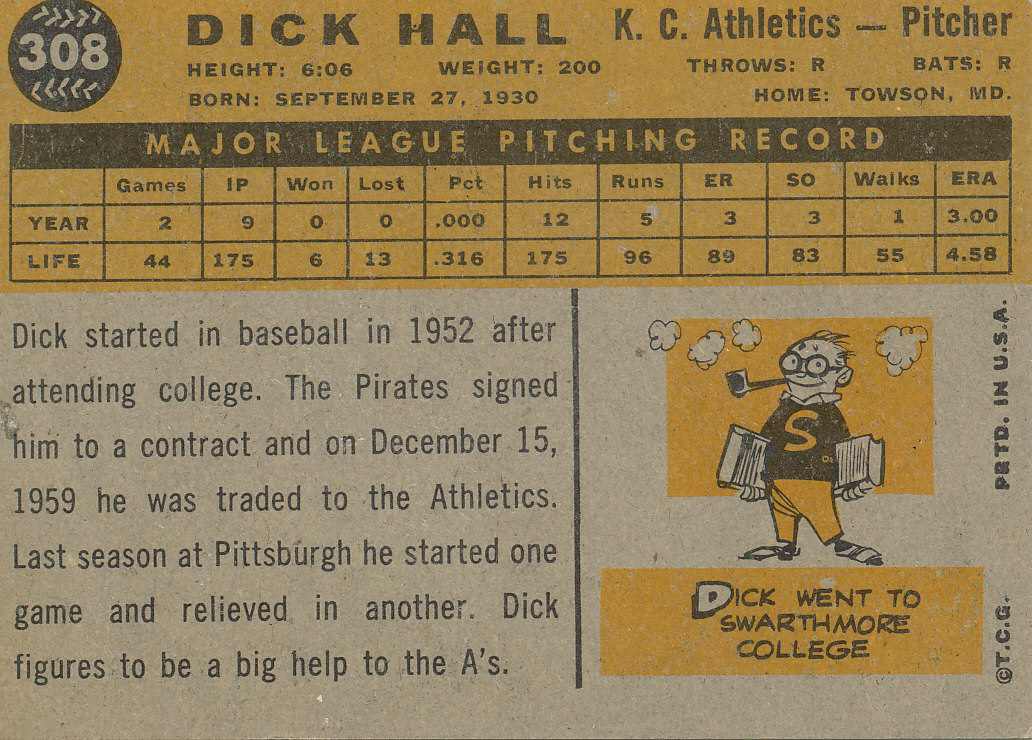 308
DICK HALL K. C. Athletics — Pitcher
HEIGHT: 6:06 WEIGHT: 200 THROWS: R BATS: R
BORN: SEPTEMBER 27, 1930 HOME: TOWSON, MD.
MAJOR LEAGUE PITCHING RECORD
Games IP Won Lost Pct Hits Runs ER SO Walks ERA
YEAR 2 9 0 0 .000 12 5 3 3 1 3.00
LIFE 44 175 6 13 .316 175 96 89 83 55 4.58
Dick started in baseball in 1952 after
attending college. The Pirates signed
him to a contract and on December 15,
1959 he was traded to the Athletics.
Last season at Pittsburgh he started one
game and relieved in another. Dick
figures to be a big help to the A's.
S
DICK WENT TO
SWARTHMORE
COLLEGE
©T.C.G. PRTD. IN U.S.A.